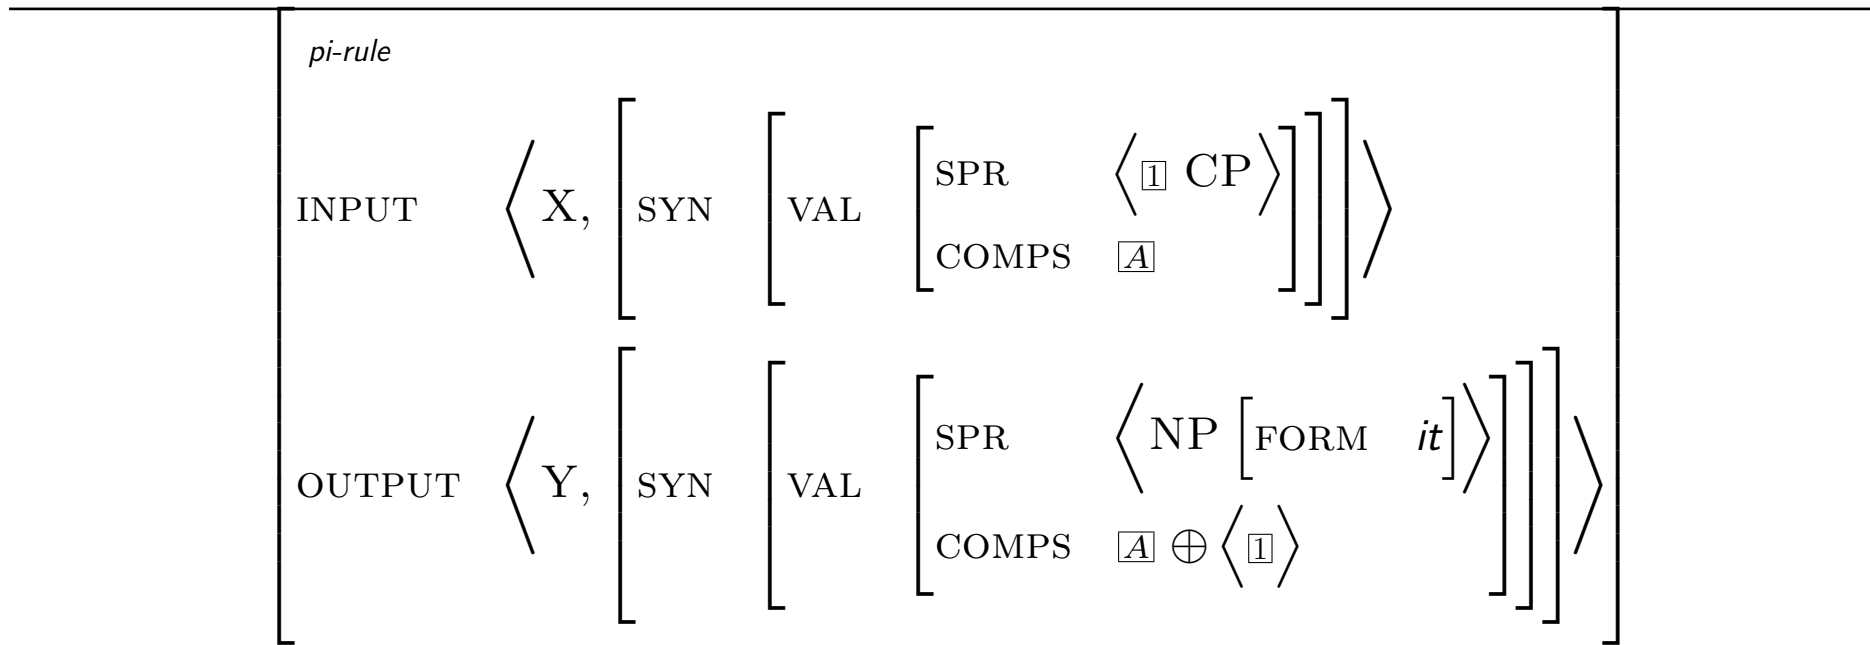 pi-rule
SPR ⟨ 1 CP ⟩
INPUT ⟨ X, [ SYN [ VAL
COMPS A
SPR ⟨ NP [ FORM it ] ⟩
OUTPUT ⟨ Y, [ SYN [ VAL
COMPS A ⊕ ⟨ 1 ⟩